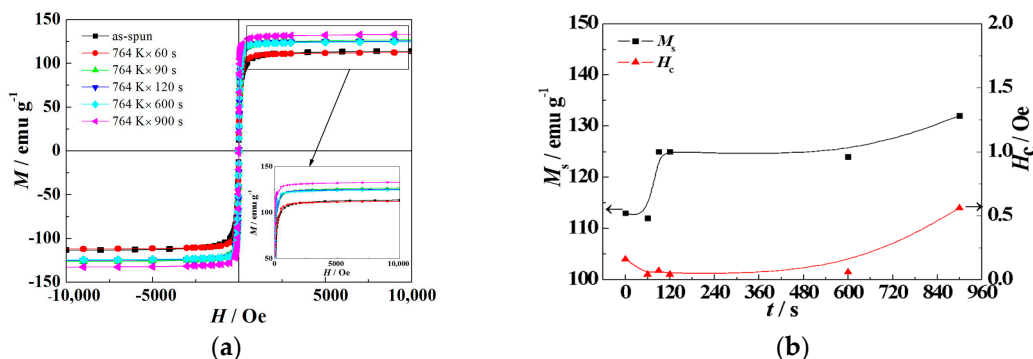 150
100
50
0
-50
-100
-150
-10,000
-5000
0
5000
10,000
M / emu g-1
H / Oe
as-spun
764 K× 60 s
764 K× 90 s
764 K× 120 s
764 K× 600 s
764 K× 900 s
150
100
50
0
5000
10,000
M / emu g-1
H / Oe
(a)
150
140
130
120
110
100
Ms / emu g-1
Ms
Hc
2.0
1.5
1.0
0.5
0.0
Hc / Oe
0
120
240
360
480
600
720
840
960
t / s
(b)